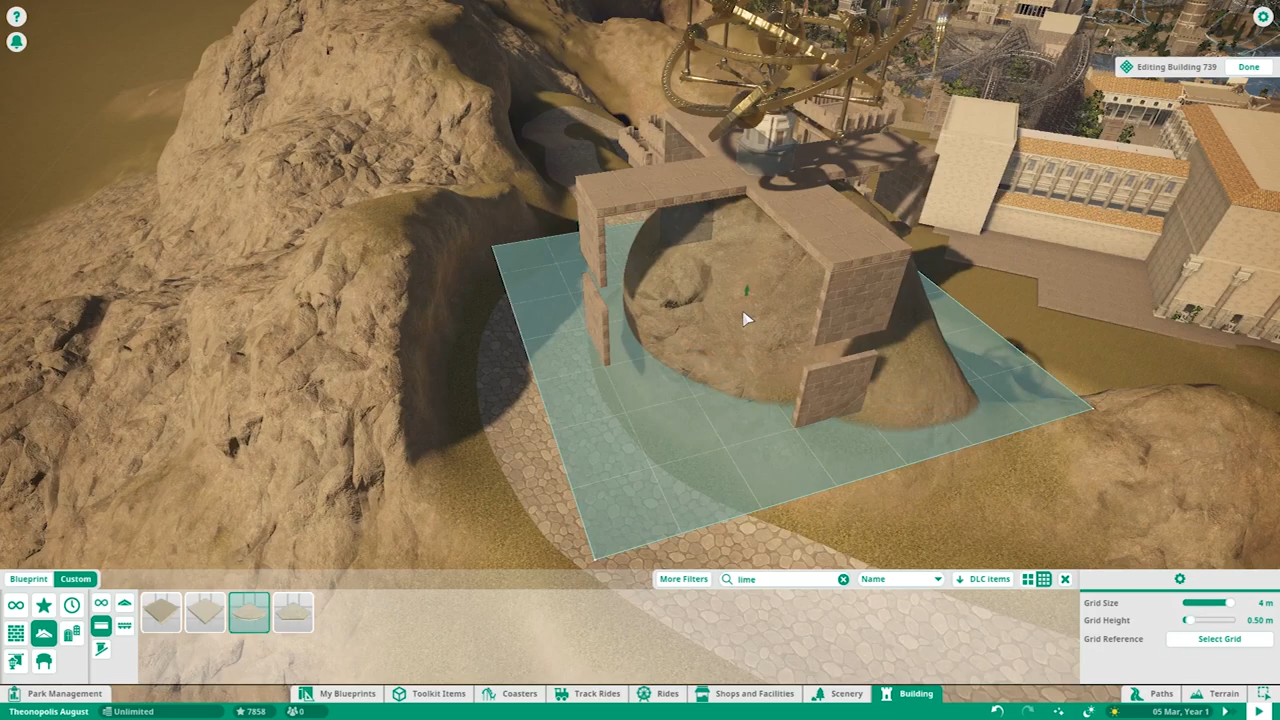 ?
Editing Building 739 Done
Blueprint Custom
More Filters lime Name DLC items
Grid Size 4 m
Grid Height 0.50 m
Grid Reference Select Grid
Park Management My Blueprints Toolkit Items Coasters Track Rides Rides Shops and Facilities Scenery Building Paths Terrain
Theonopolis August Unlimited 7858 0 05 Mar, Year 1